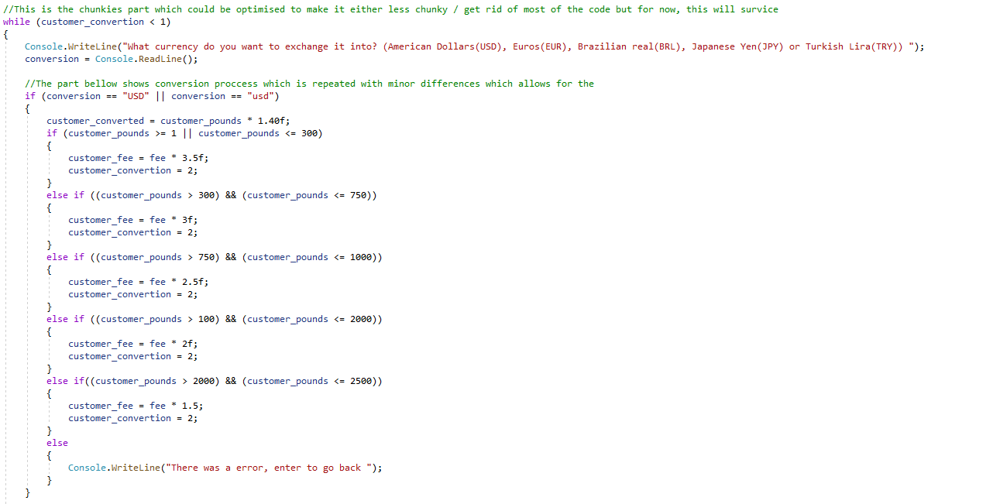 //This is the chunkies part which could be optimised to make it either less chunky / get rid of most of the code but for now, this will survice
while (customer_convertion < 1)
{
    Console.WriteLine("What currency do you want to exchange it into? (American Dollars(USD), Euros(EUR), Brazilian real(BRL), Japanese Yen(JPY) or Turkish Lira(TRY)) ");
    conversion = Console.ReadLine();

    //The part bellow shows conversion proccess which is repeated with minor differences which allows for the
    if (conversion == "USD" || conversion == "usd")
    {
        customer_converted = customer_pounds * 1.40f;
        if (customer_pounds >= 1 || customer_pounds <= 300)
        {
            customer_fee = fee * 3.5f;
            customer_convertion = 2;
        }
        else if ((customer_pounds > 300) && (customer_pounds <= 750))
        {
            customer_fee = fee * 3f;
            customer_convertion = 2;
        }
        else if ((customer_pounds > 750) && (customer_pounds <= 1000))
        {
            customer_fee = fee * 2.5f;
            customer_convertion = 2;
        }
        else if ((customer_pounds > 100) && (customer_pounds <= 2000))
        {
            customer_fee = fee * 2f;
            customer_convertion = 2;
        }
        else if((customer_pounds > 2000) && (customer_pounds <= 2500))
        {
            customer_fee = fee * 1.5;
            customer_convertion = 2;
        }
        else
        {
            Console.WriteLine("There was a error, enter to go back ");
        }
    }